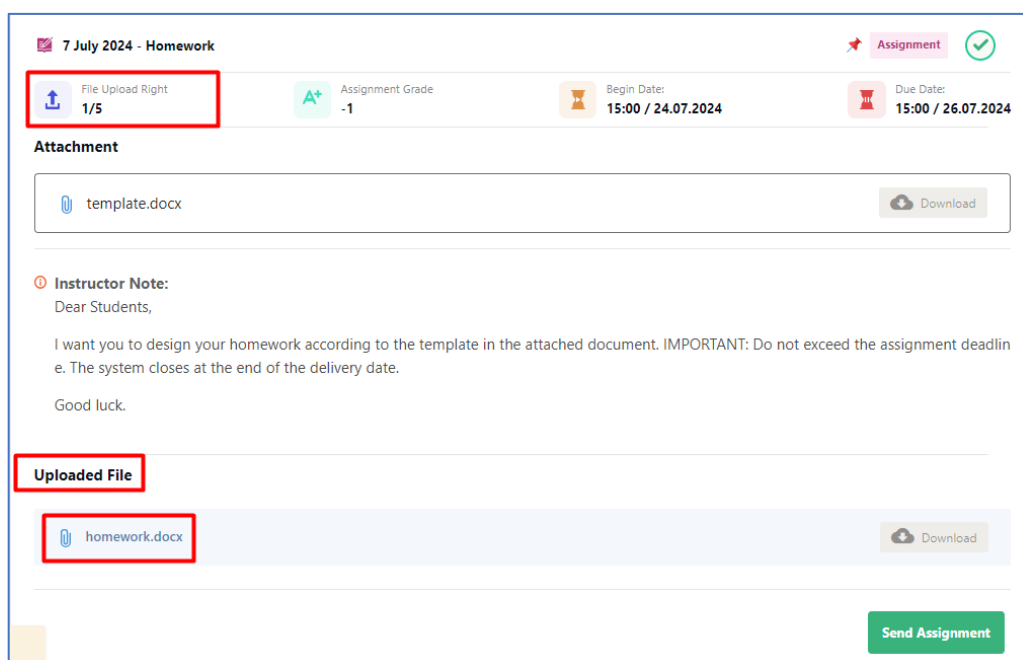 7 July 2024 - Homework
Assignment
File Upload Right
1/5
A+
Assignment Grade
-1
Begin Date:
15:00 / 24.07.2024
Due Date:
15:00 / 26.07.2024
Attachment
template.docx
Download
Instructor Note:
Dear Students,
I want you to design your homework according to the template in the attached document. IMPORTANT: Do not exceed the assignment deadlin
e. The system closes at the end of the delivery date.
Good luck.
Uploaded File
homework.docx
Download
Send Assignment